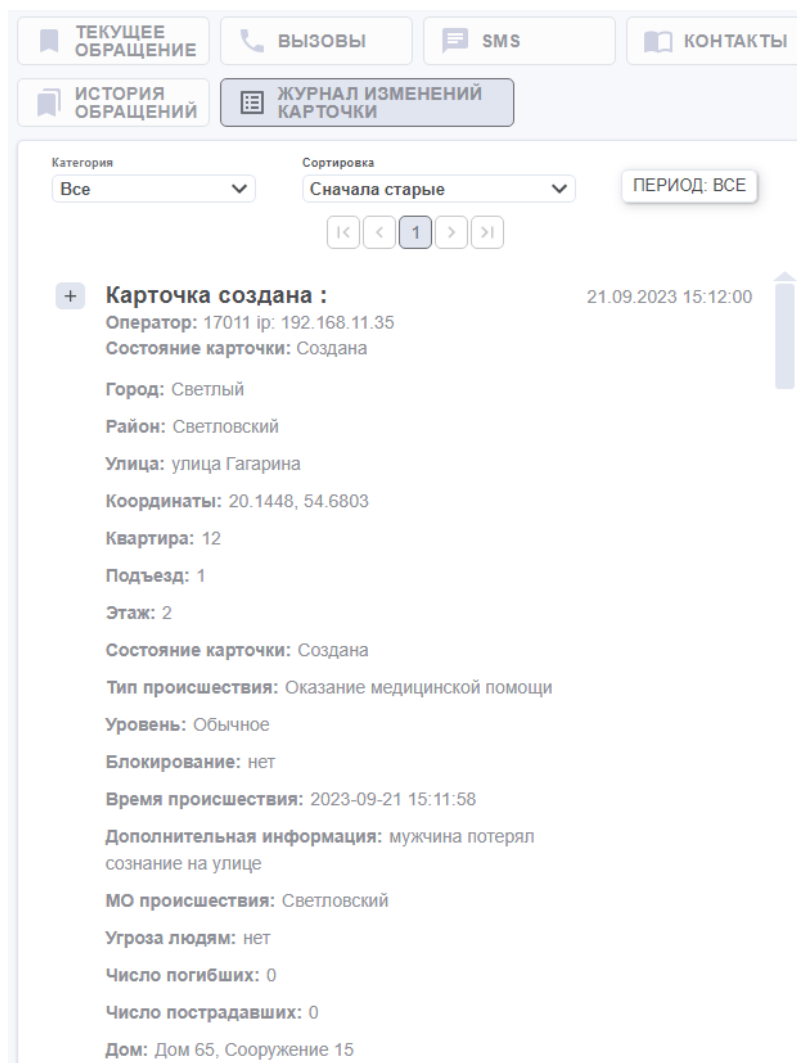 ТЕКУЩЕЕ
ОБРАЩЕНИЕ
ВЫЗОВЫ
SMS
КОНТАКТЫ
ИСТОРИЯ
ОБРАЩЕНИЙ
ЖУРНАЛ ИЗМЕНЕНИЙ
КАРТОЧКИ
Категория
Сортировка
Все
Сначала старые
ПЕРИОД: ВСЕ
1
Карточка создана :
21.09.2023 15:12:00
Оператор: 17011 ip: 192.168.11.35
Состояние карточки: Создана
Город: Светлый
Район: Светловский
Улица: улица Гагарина
Координаты: 20.1448, 54.6803
Квартира: 12
Подъезд: 1
Этаж: 2
Состояние карточки: Создана
Тип происшествия: Оказание медицинской помощи
Уровень: Обычное
Блокирование: нет
Время происшествия: 2023-09-21 15:11:58
Дополнительная информация: мужчина потерял
сознание на улице
МО происшествия: Светловский
Угроза людям: нет
Число погибших: 0
Число пострадавших: 0
Дом: Дом 65, Сооружение 15